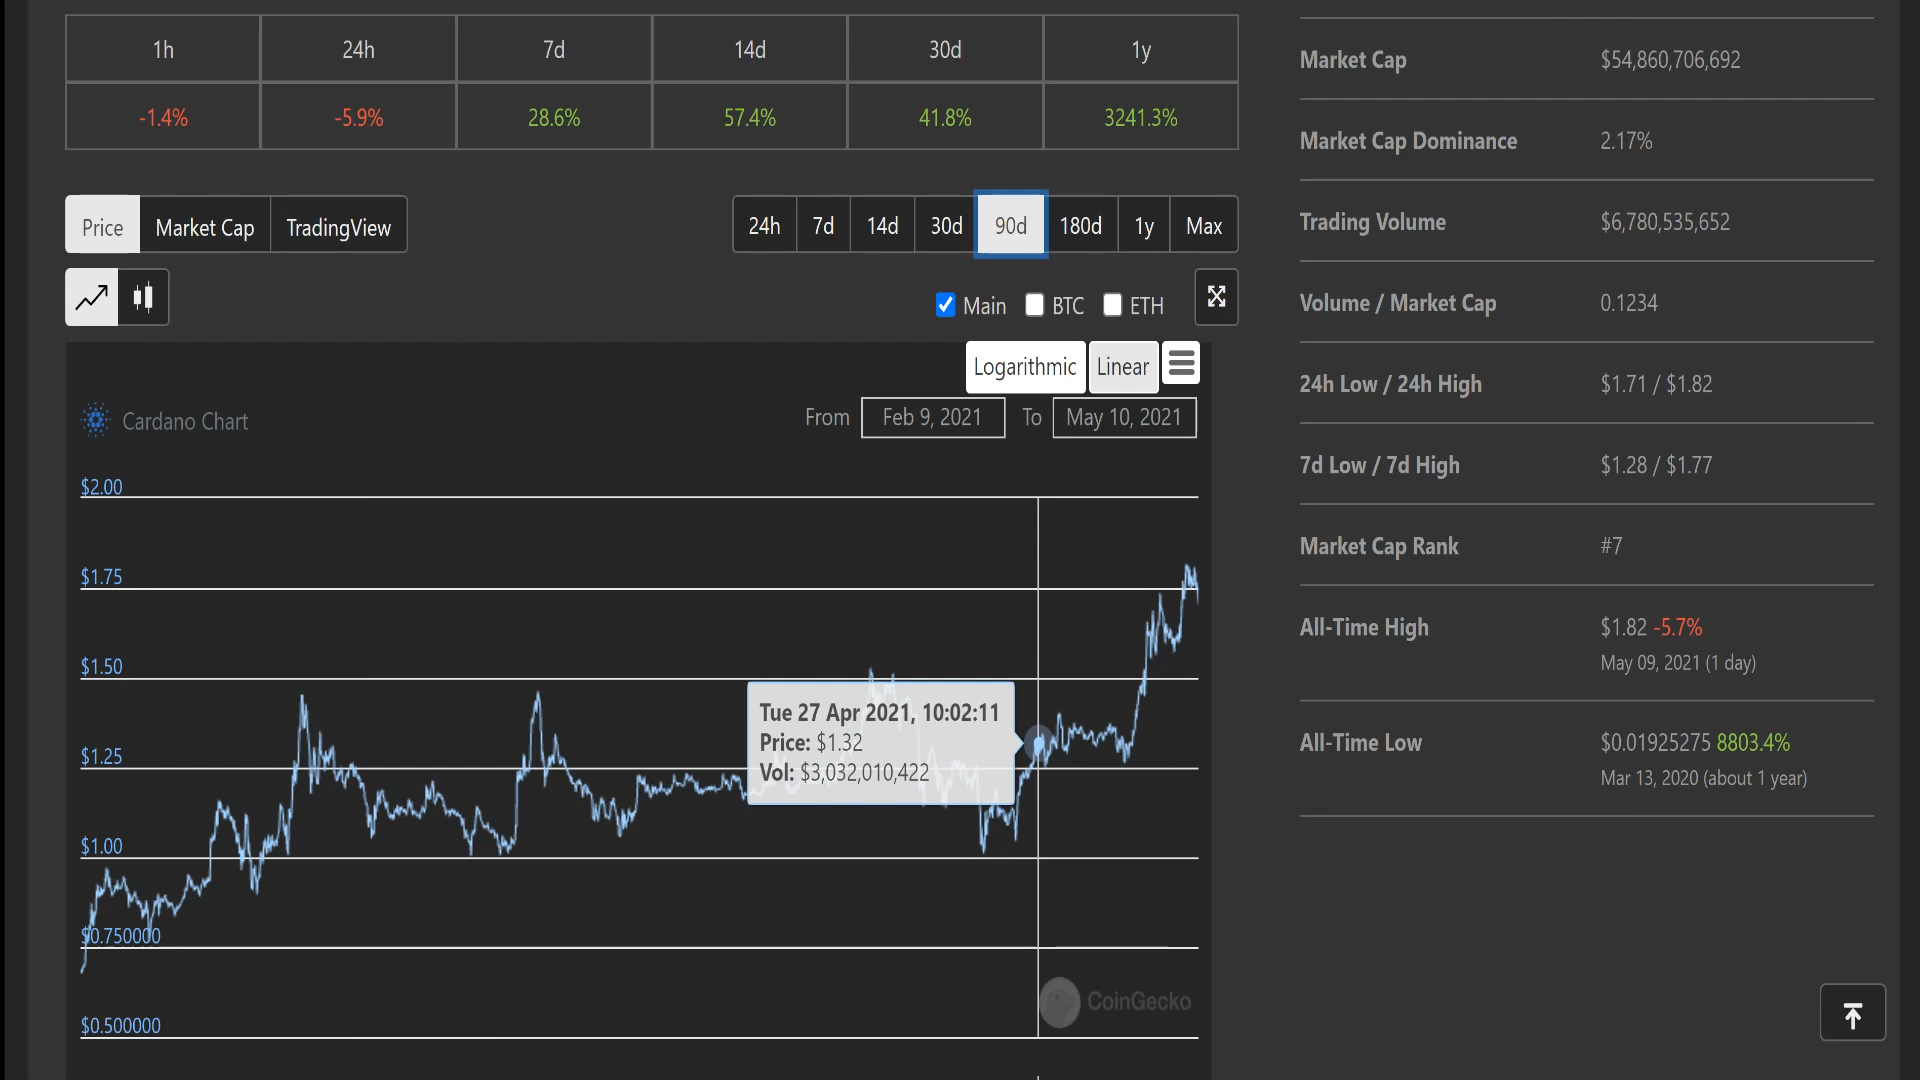 1h 24h 7d 14d 30d 1y
-1.4% -5.9% 28.6% 57.4% 41.8% 3241.3%
Price Market Cap TradingView
24h 7d 14d 30d 90d 180d 1y Max
Main BTC ETH
Logarithmic Linear
Cardano Chart
From Feb 9, 2021 To May 10, 2021
$2.00
$1.75
$1.50
$1.25
$1.00
$0.750000
$0.500000
Tue 27 Apr 2021, 10:02:11
Price: $1.32
Vol: $3,032,010,422
CoinGecko
Market Cap $54,860,706,692
Market Cap Dominance 2.17%
Trading Volume $6,780,535,652
Volume / Market Cap 0.1234
24h Low / 24h High $1.71 / $1.82
7d Low / 7d High $1.28 / $1.77
Market Cap Rank #7
All-Time High $1.82 -5.7%
May 09, 2021 (1 day)
All-Time Low $0.01925275 8803.4%
Mar 13, 2020 (about 1 year)